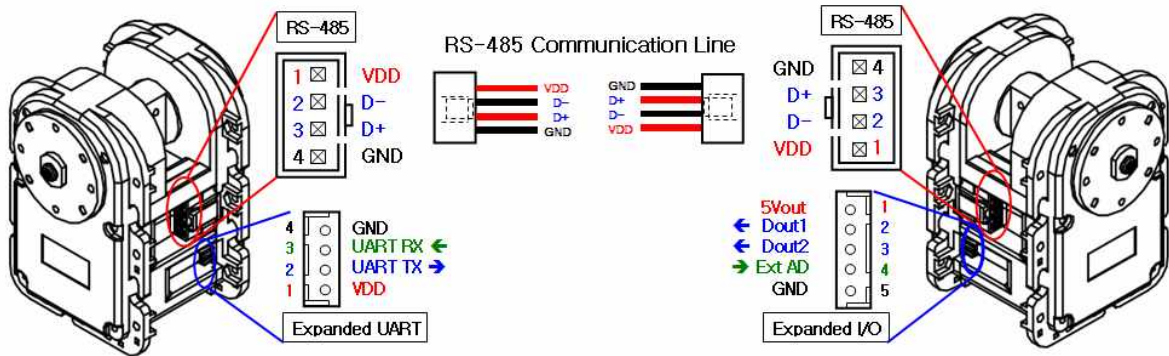 RS-485
1 VDD
2 D-
3 D+
4 GND
RS-485 Communication Line
VDD
D-
D+
GND
GND
D+
D-
VDD
RS-485
GND 4
D+ 3
D- 2
VDD 1
4 GND
3 UART RX ←
2 UART TX →
1 VDD
Expanded UART
5Vout 1
← Dout1 2
← Dout2 3
→ Ext AD 4
GND 5
Expanded I/O